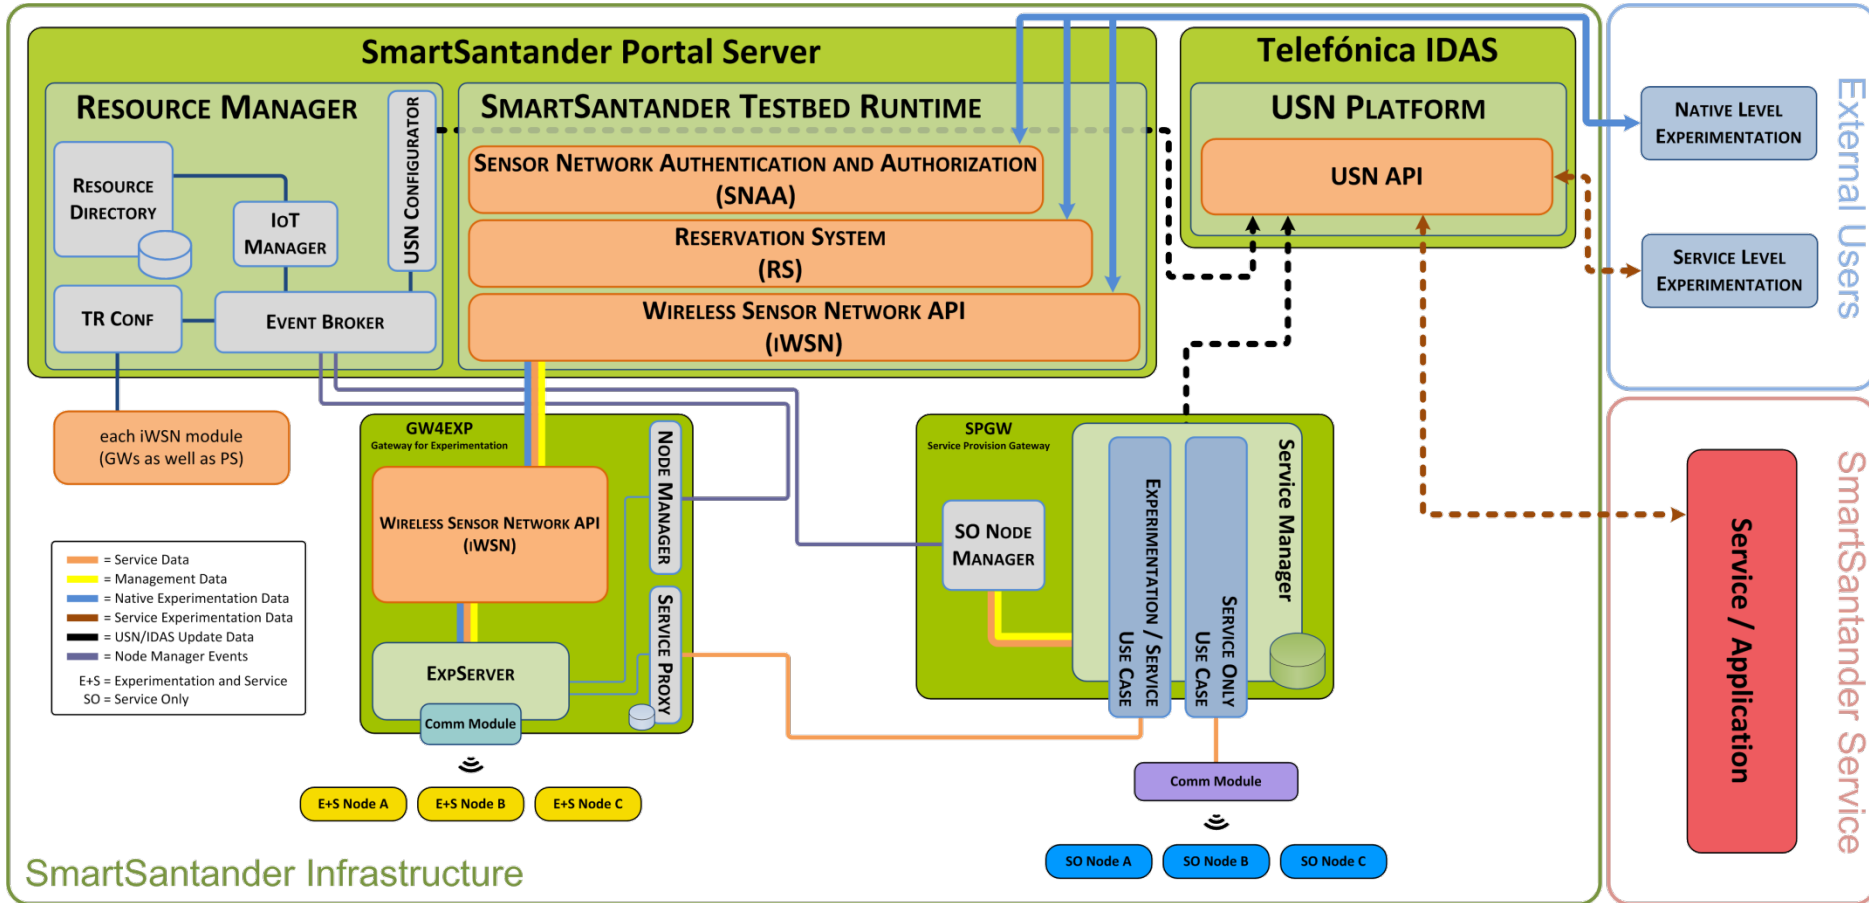 SmartSantander Portal Server
Resource Manager
Resource
Directory
IoT
Manager
USN Configurator
TR Conf
Event Broker
SmartSantander Testbed Runtime
Sensor Network Authentication and Authorization
(SNAA)
Reservation System
(RS)
Wireless Sensor Network API
(iWSN)
Telefónica IDAS
USN Platform
USN API
External Users
Native Level
Experimentation
Service Level
Experimentation
each iWSN module
(GWs as well as PS)
GW4EXP
Gateway for Experimentation
Wireless Sensor Network API
(iWSN)
Node Manager
Service Proxy
ExpServer
Comm Module
E+S Node A
E+S Node B
E+S Node C
SPGW
Service Provision Gateway
SO Node
Manager
Experimentation / Service
Use Case
Service Only
Use Case
Service Manager
Comm Module
SO Node A
SO Node B
SO Node C
SmartSantander Service
Service / Application
= Service Data
= Management Data
= Native Experimentation Data
= Service Experimentation Data
= USN/IDAS Update Data
= Node Manager Events
E+S = Experimentation and Service
SO = Service Only
SmartSantander Infrastructure